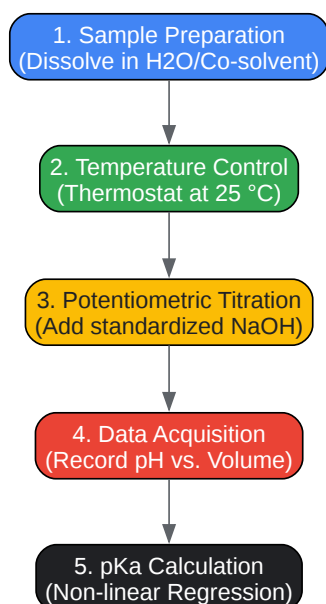 1. Sample Preparation
(Dissolve in H2O/Co-solvent)
2. Temperature Control
(Thermostat at 25 °C)
3. Potentiometric Titration
(Add standardized NaOH)
4. Data Acquisition
(Record pH vs. Volume)
5. pKa Calculation
(Non-linear Regression)